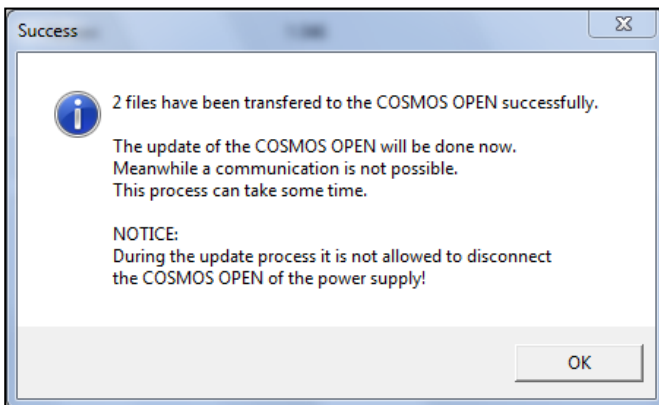 Success
2 files have been transfered to the COSMOS OPEN successfully.
The update of the COSMOS OPEN will be done now.
Meanwhile a communication is not possible.
This process can take some time.
NOTICE:
During the update process it is not allowed to disconnect
the COSMOS OPEN of the power supply!
OK